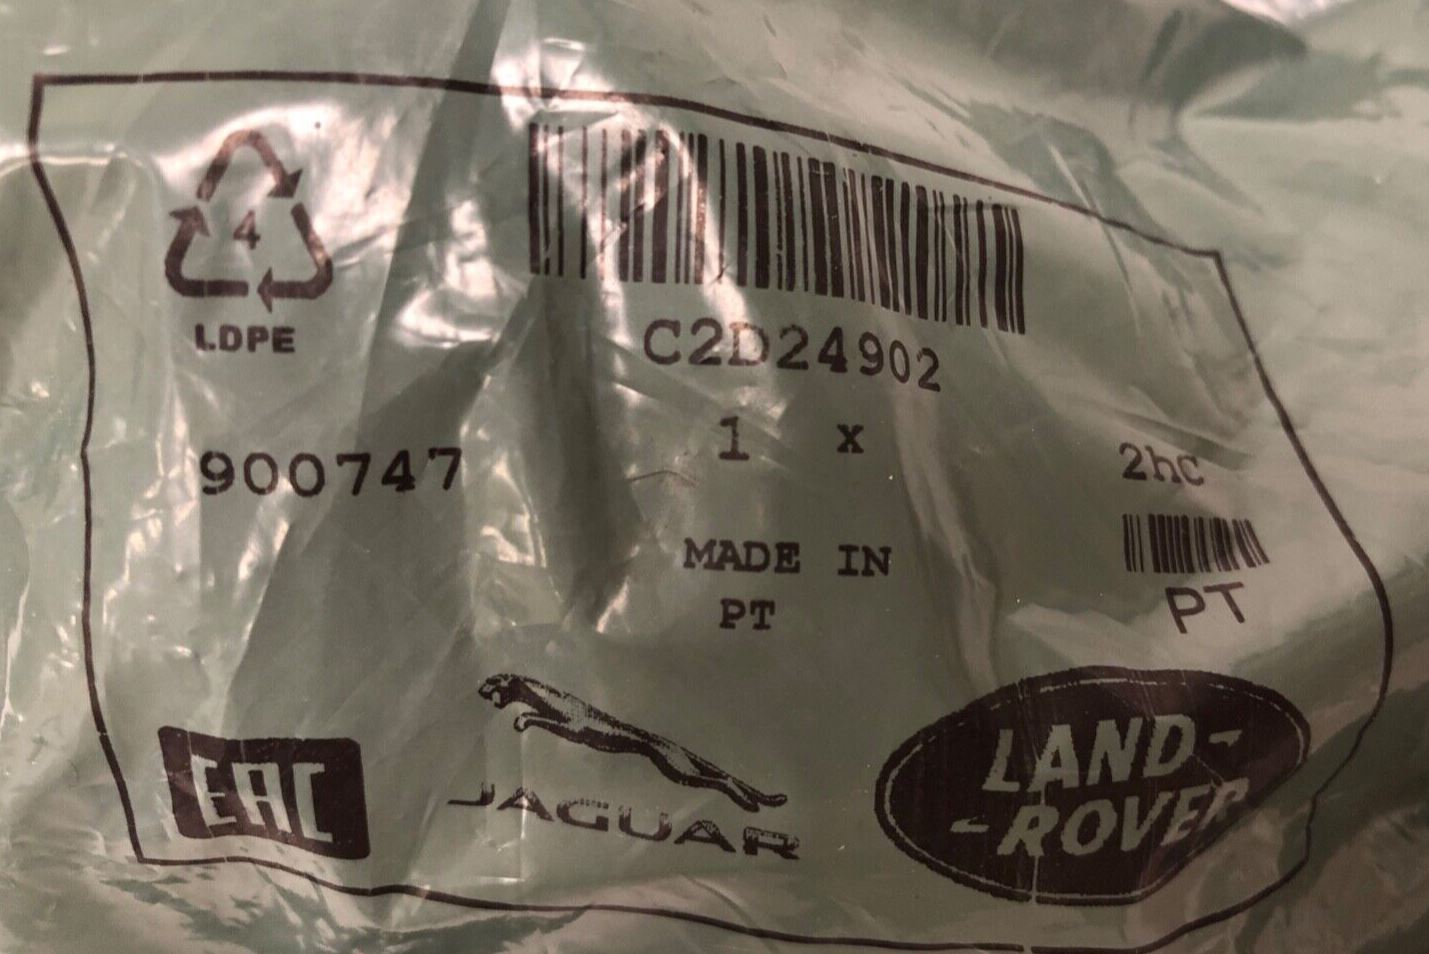 4
LDPE
C2D24902
1 x
900747
2hC
MADE IN
PT
PT
EAC
JAGUAR
LAND-
-ROVER